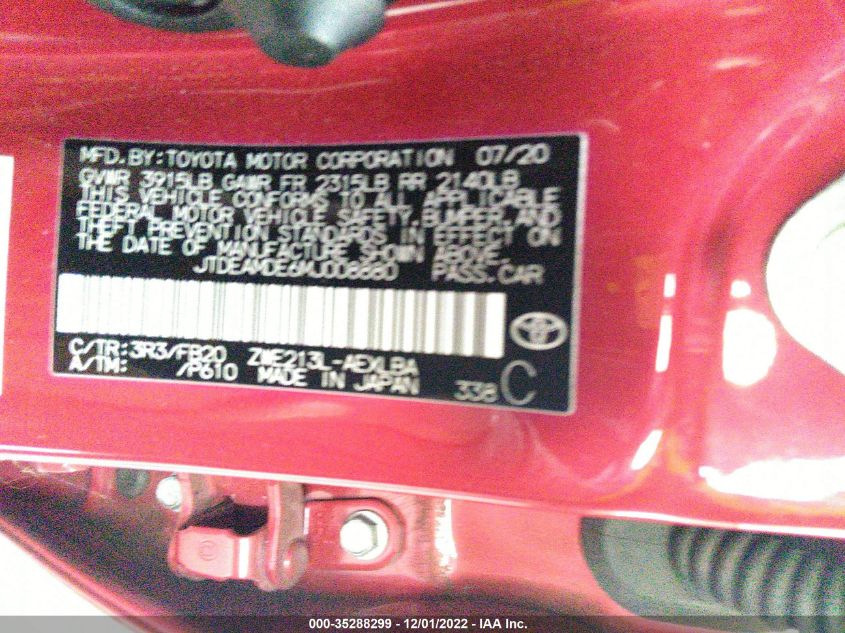 MFD.BY:TOYOTA MOTOR CORPORATION 07/20
GVWR 3915LB GAWR FR 2315LB RR 2140LB
THIS VEHICLE CONFORMS TO ALL APPLICABLE
FEDERAL MOTOR VEHICLE SAFETY,BUMPER,AND
THEFT PREVENTION STANDARDS IN EFFECT ON
THE DATE OF MANUFACTURE SHOWN ABOVE.
JTDEAMDE6MJ008880 PASS.CAR
C/TR:3R3/FB20 ZWE213L-AEXLBA
A/TM: /P610 MADE IN JAPAN 338 C
000-35288299 - 12/01/2022 - IAA Inc.